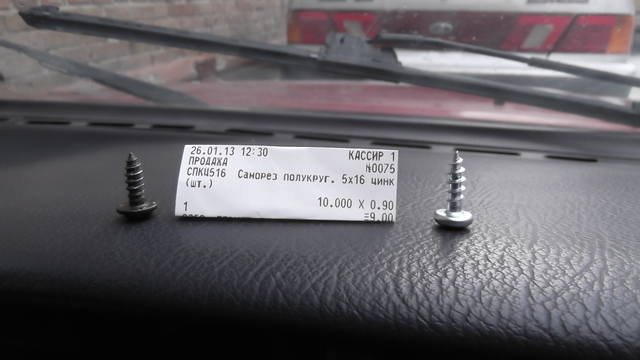 26.01.13 12:30 КАССИР 1
ПРОДАЖА №0075
СПКЦ516 Саморез полукруг. 5x16 цинк
(шт.)
1 10.000 X 0.90
=9.00